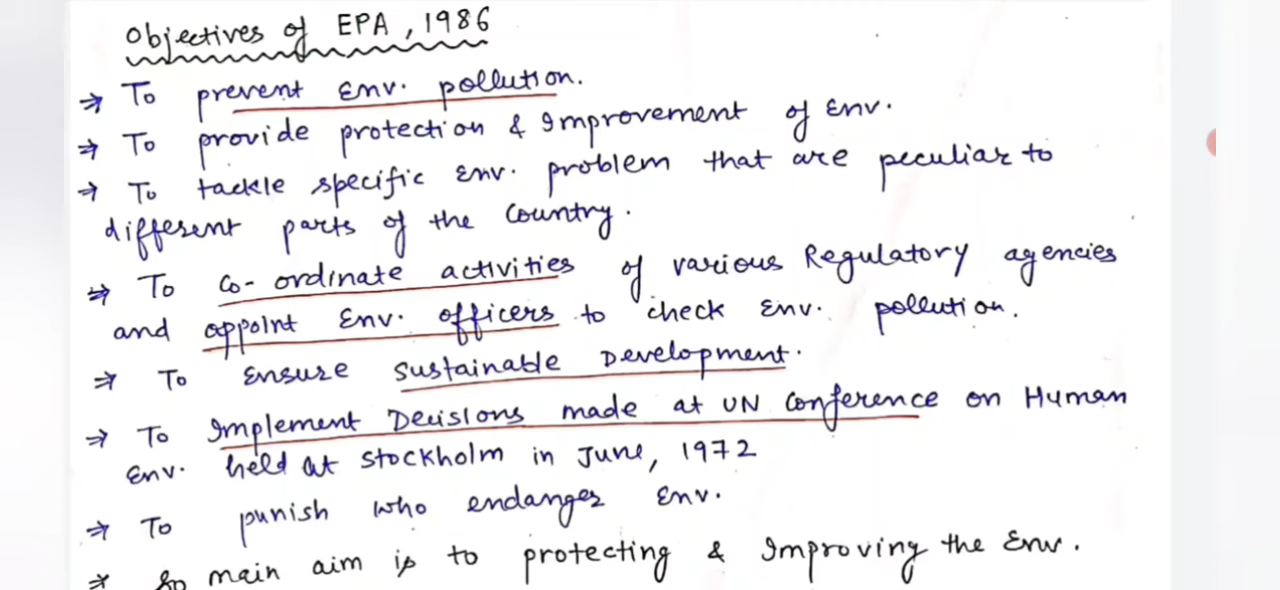 Objectives of EPA, 1986
⇒ To prevent Env. pollution.
⇒ To provide protection & Improvement of Env.
⇒ To tackle specific Env. problem that are peculiar to
different parts of the Country.
⇒ To Co-ordinate activities of various Regulatory agencies
and appoint Env. officers to check Env. pollution.
⇒ To Ensure Sustainable Development.
⇒ To Implement Decisions made at UN Conference on Human
Env. held at Stockholm in June, 1972
⇒ To punish who endanger Env.
⇒ So main aim is to protecting & Improving the Env.